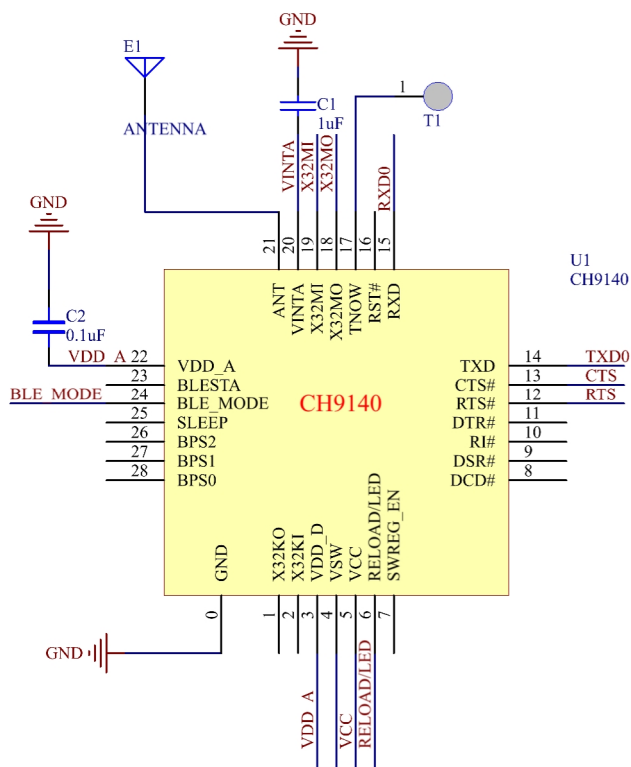 GND
E1
ANTENNA
C1
1uF
1
T1
VINTA
X32MI
X32MO
RXD0
GND
C2
0.1uF
21
20
19
18
17
16
15
U1
CH9140
ANT
VINTA
X32MI
X32MO
TNOW
RST#
RXD
VDD_A 22 VDD_A
23 BLESTA
BLE_MODE 24 BLE_MODE
25 SLEEP
26 BPS2
27 BPS1
28 BPS0
CH9140
TXD 14 TXD0
CTS# 13 CTS
RTS# 12 RTS
DTR# 11
RI# 10
DSR# 9
DCD# 8
GND
X32KO
X32KI
VDD_D
VSW
VCC
RELOAD/LED
SWREG_EN
0
1
2
3
4
5
6
7
GND
VDD_A
VCC
RELOAD/LED